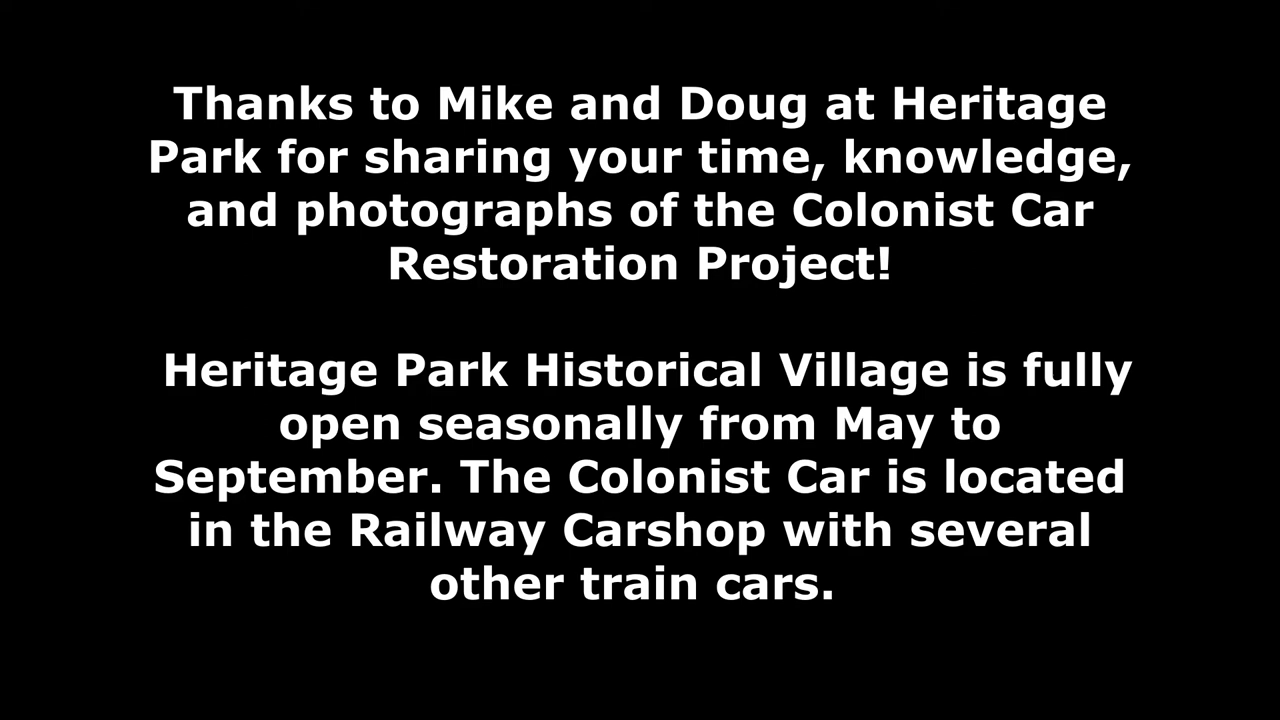 Thanks to Mike and Doug at Heritage
Park for sharing your time, knowledge,
and photographs of the Colonist Car
Restoration Project!
Heritage Park Historical Village is fully
open seasonally from May to
September. The Colonist Car is located
in the Railway Carshop with several
other train cars.